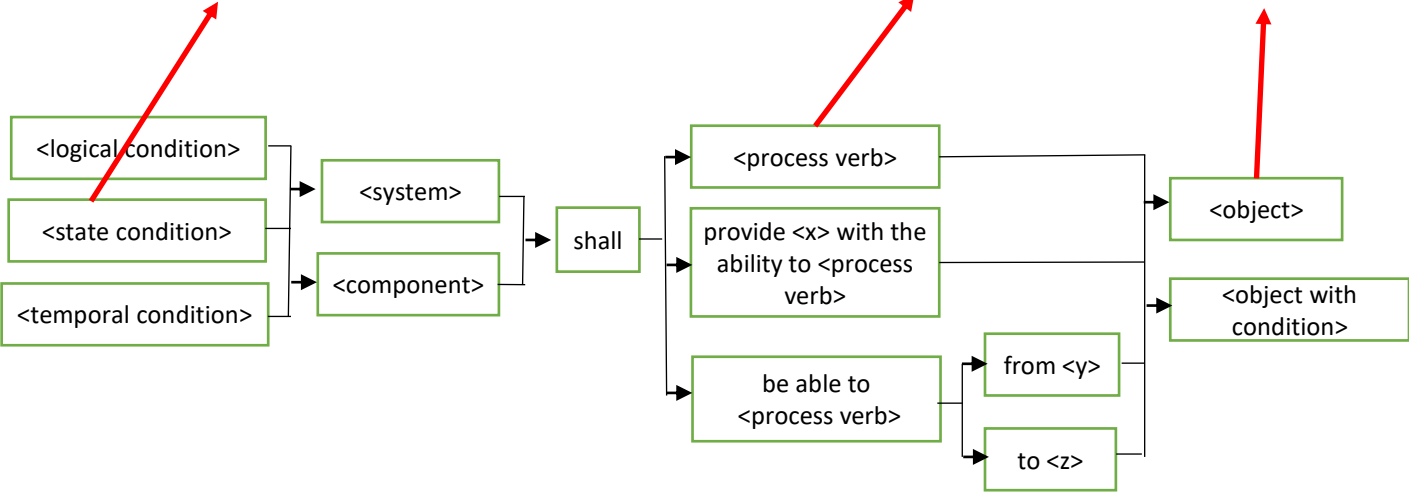 <logical condition>
<state condition>
<temporal condition>
<system>
<component>
shall
<process verb>
provide <x> with the
ability to <process
verb>
be able to
<process verb>
from <y>
to <z>
<object>
<object with
condition>